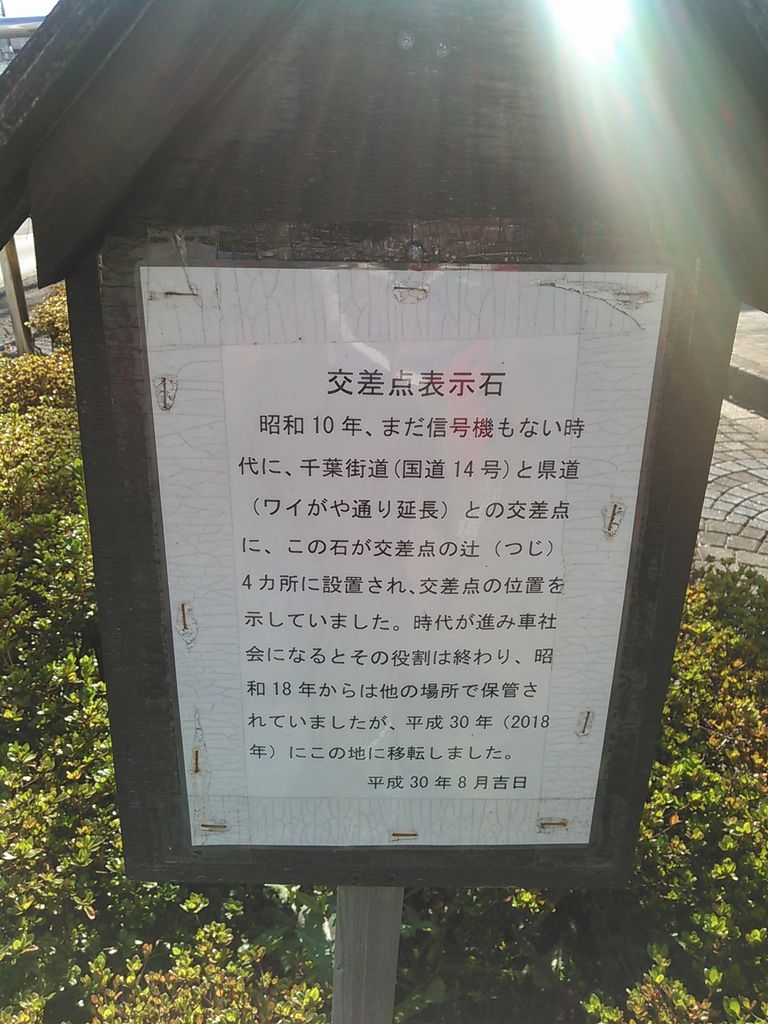 交差点表示石
昭和10年、まだ信号機もない時
代に、千葉街道(国道14号)と県道
（ワイがや通り延長）との交差点
に、この石が交差点の辻（つじ）
4カ所に設置され、交差点の位置を
示していました。時代が進み車社
会になるとその役割は終わり、昭
和18年からは他の場所で保管さ
れていましたが、平成30年（2018
年）にこの地に移転しました。
平成30年8月吉日